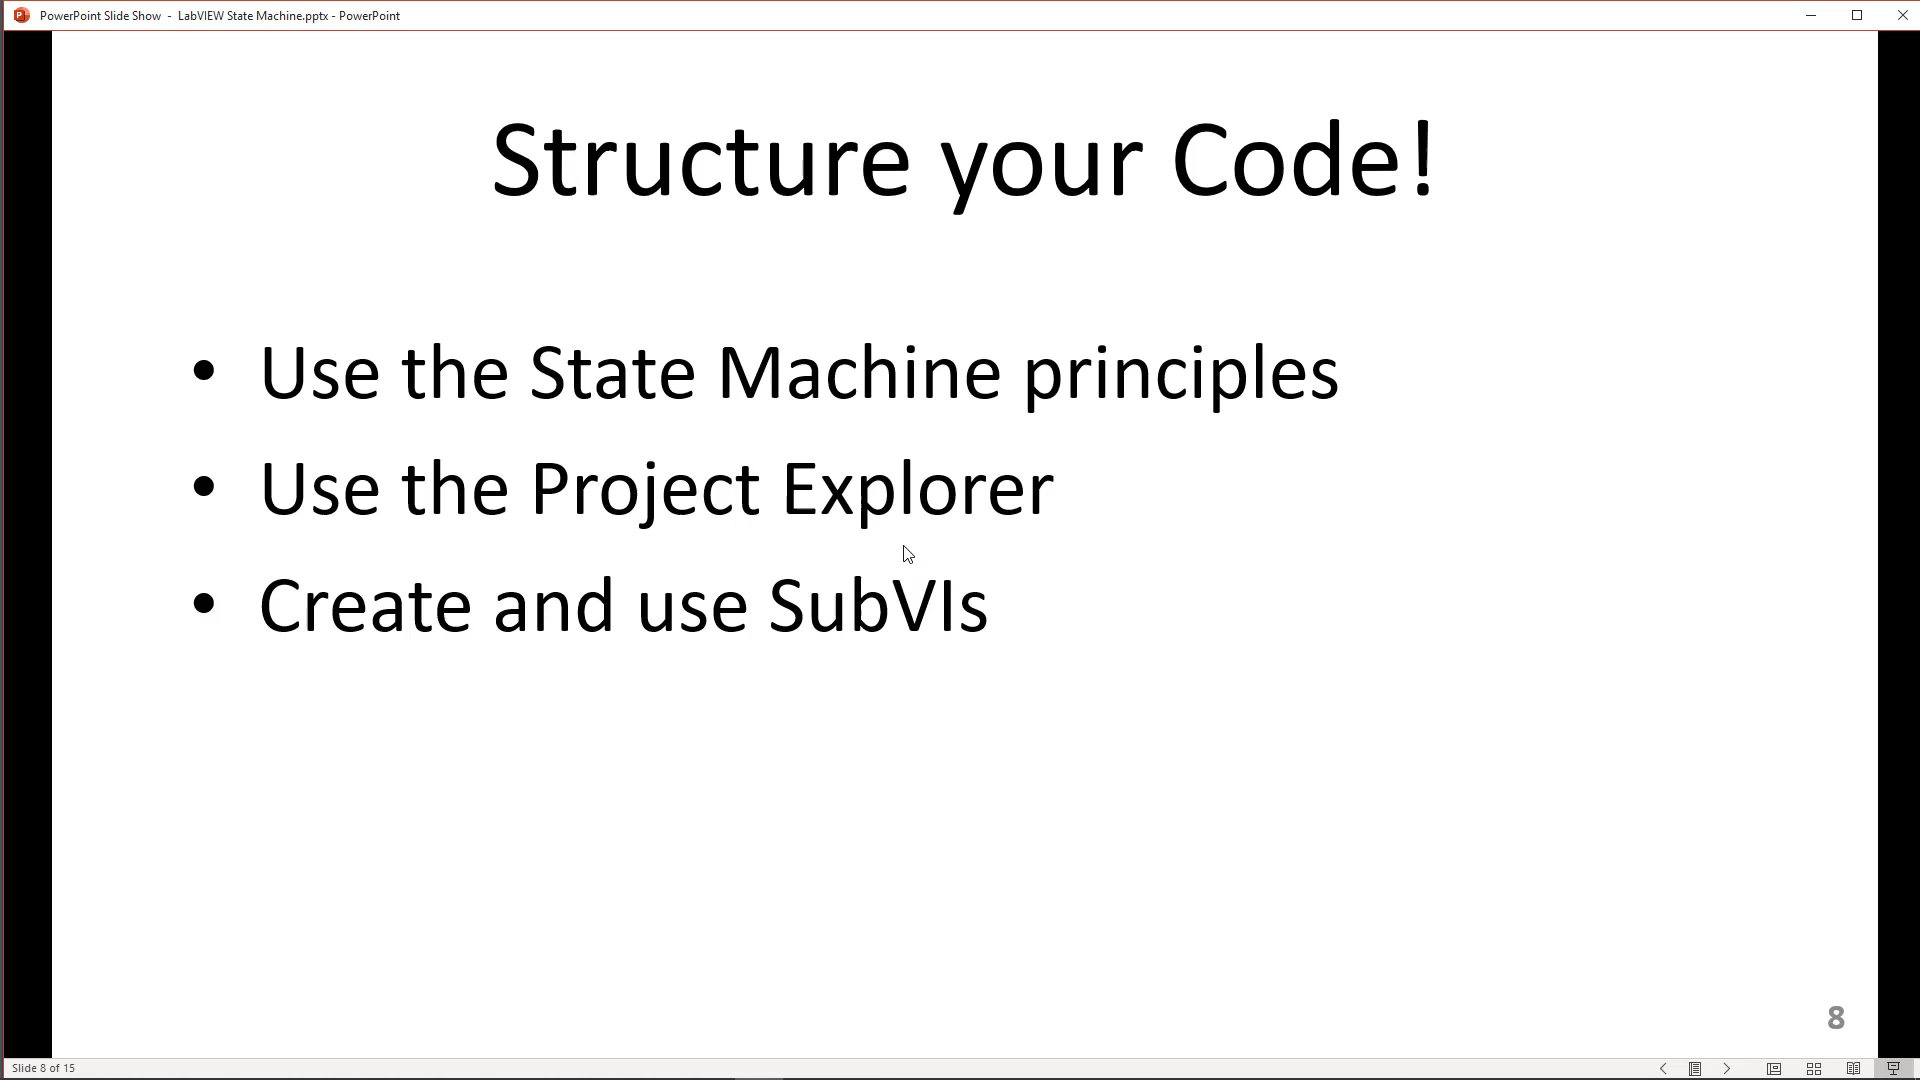 PowerPoint Slide Show - LabVIEW State Machine.pptx - PowerPoint
Structure your Code!
• Use the State Machine principles
• Use the Project Explorer
• Create and use SubVIs
8
Slide 8 of 15